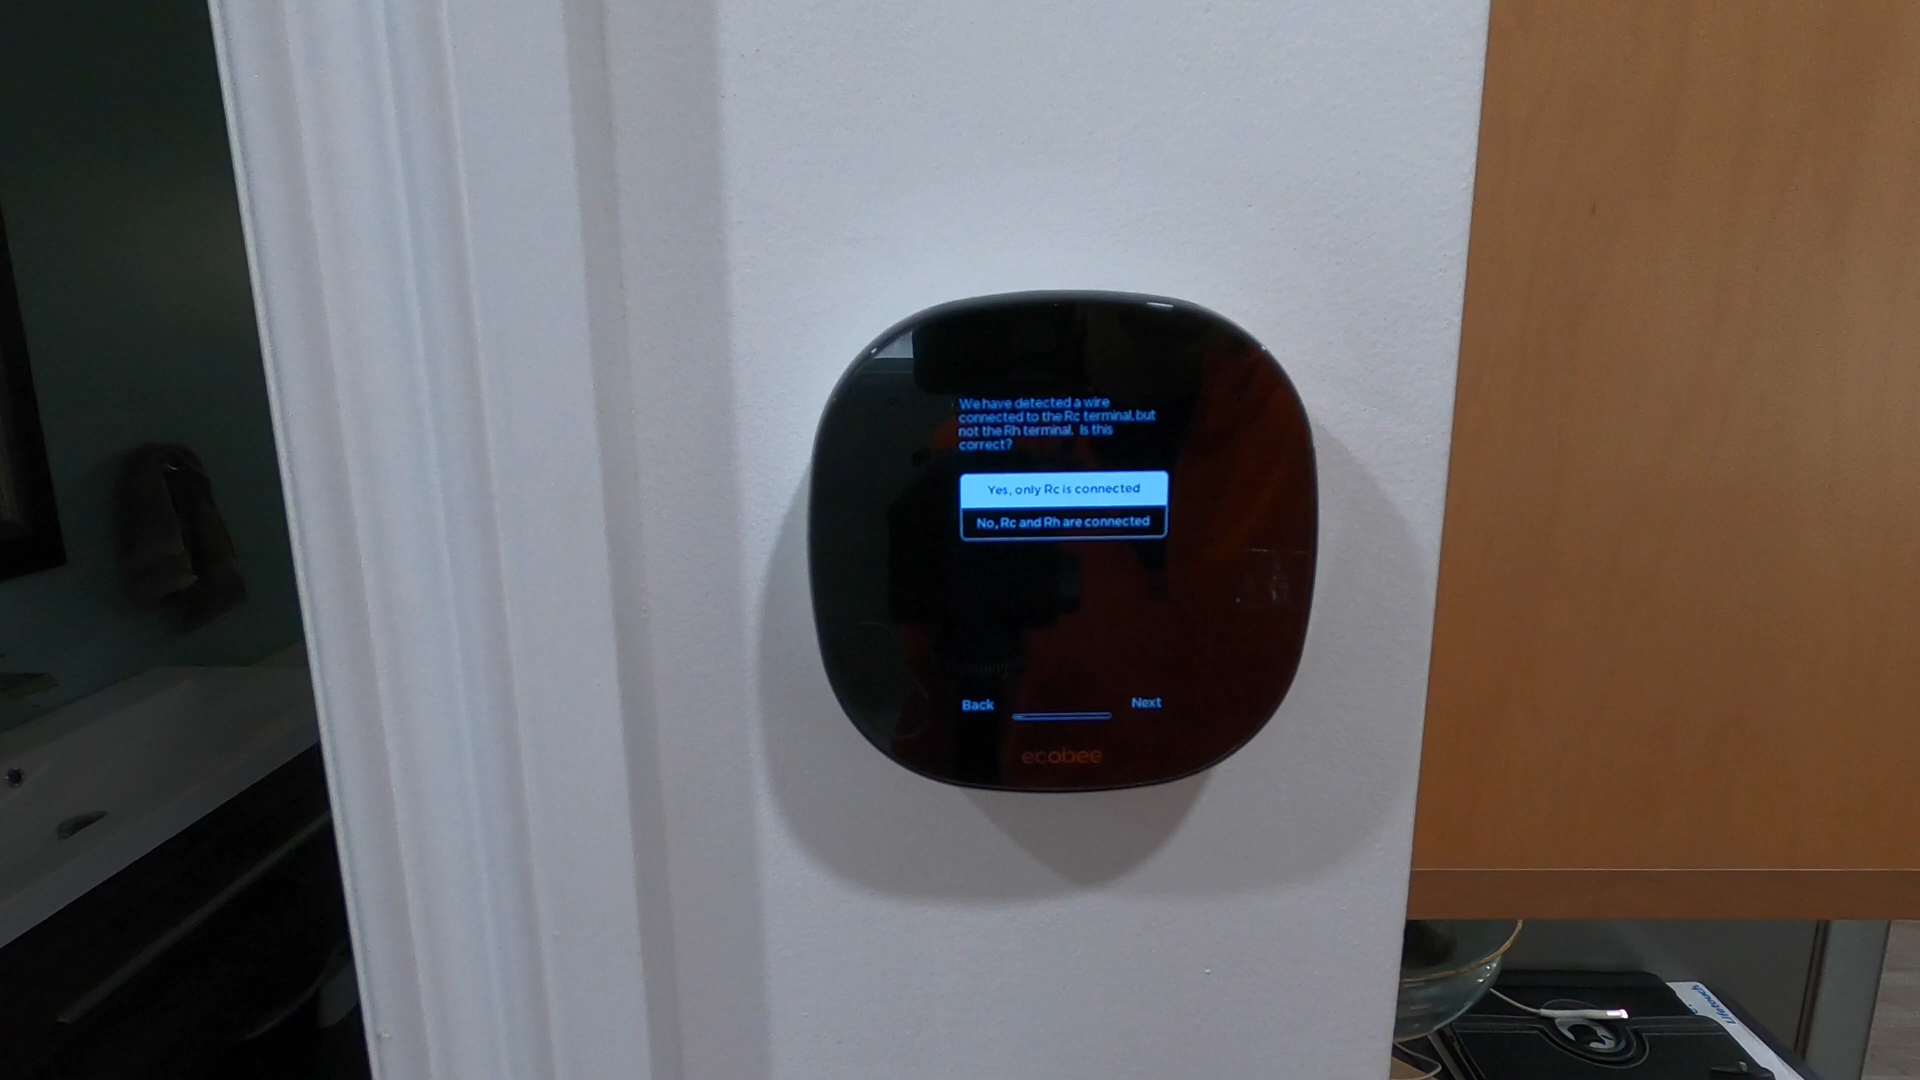 We have detected a wire
connected to the Rc terminal, but
not the Rh terminal. Is this
correct?
Yes, only Rc is connected
No, Rc and Rh are connected
Back
Next
ecobee
Lifetouch